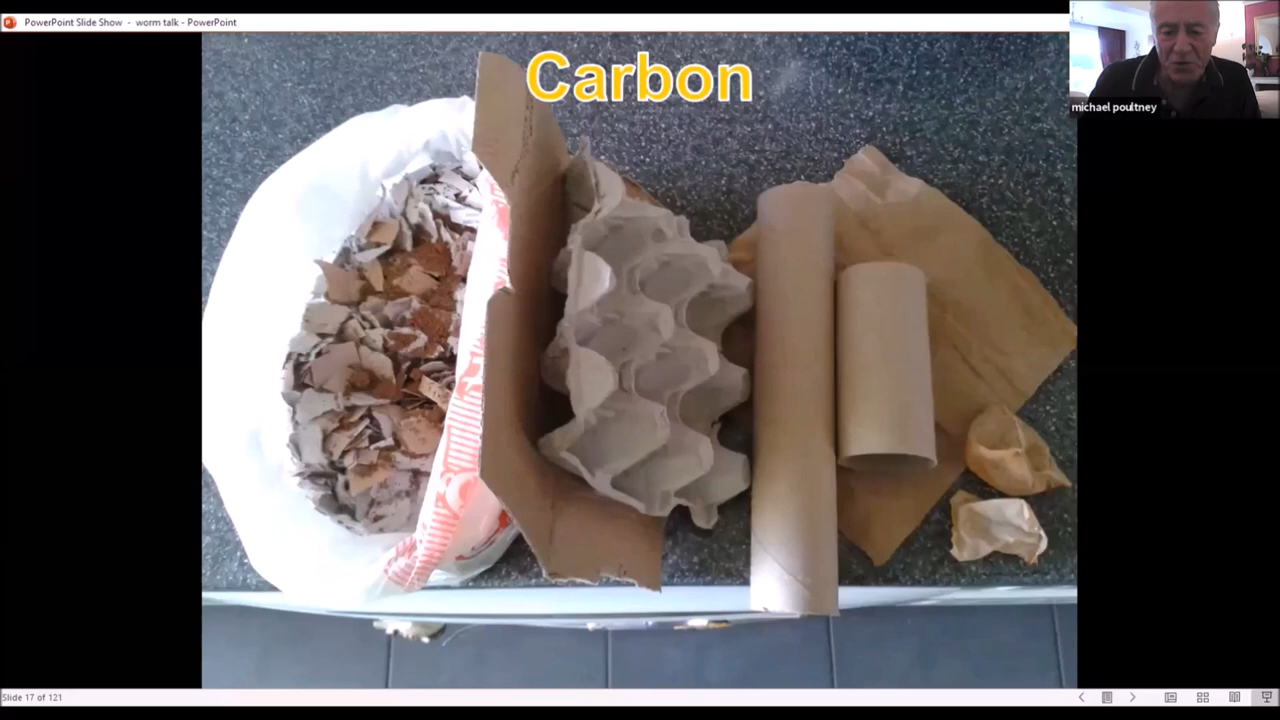 PowerPoint Slide Show - worm talk - PowerPoint
Carbon
michael poultney
Slide 17 of 121